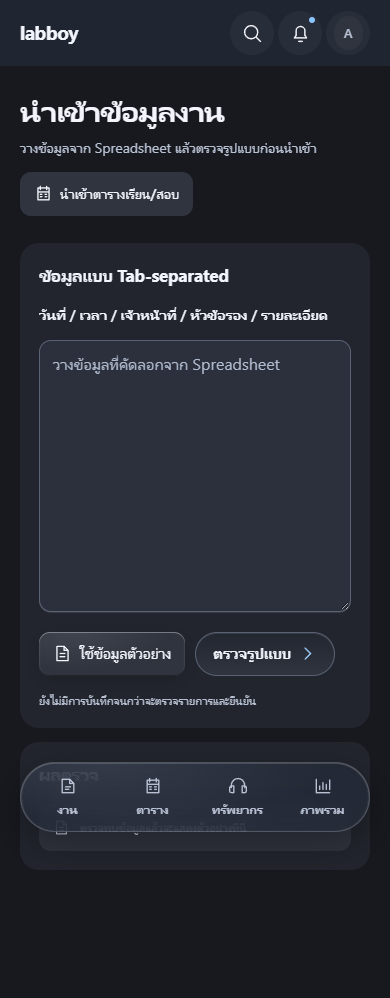 labboy
A
นำเข้าข้อมูลงาน
วางข้อมูลจาก Spreadsheet แล้วตรวจรูปแบบก่อนนำเข้า
นำเข้าตารางเรียน/สอบ
ข้อมูลแบบ Tab-separated
วันที่ / เวลา / เจ้าหน้าที่ / หัวข้อรอง / รายละเอียด
วางข้อมูลที่คัดลอกจาก Spreadsheet
ใช้ข้อมูลตัวอย่าง
ตรวจรูปแบบ
ยังไม่มีการบันทึกจนกว่าจะตรวจรายการและยืนยัน
ผลตรวจ
งาน
ตาราง
ทรัพยากร
ภาพรวม